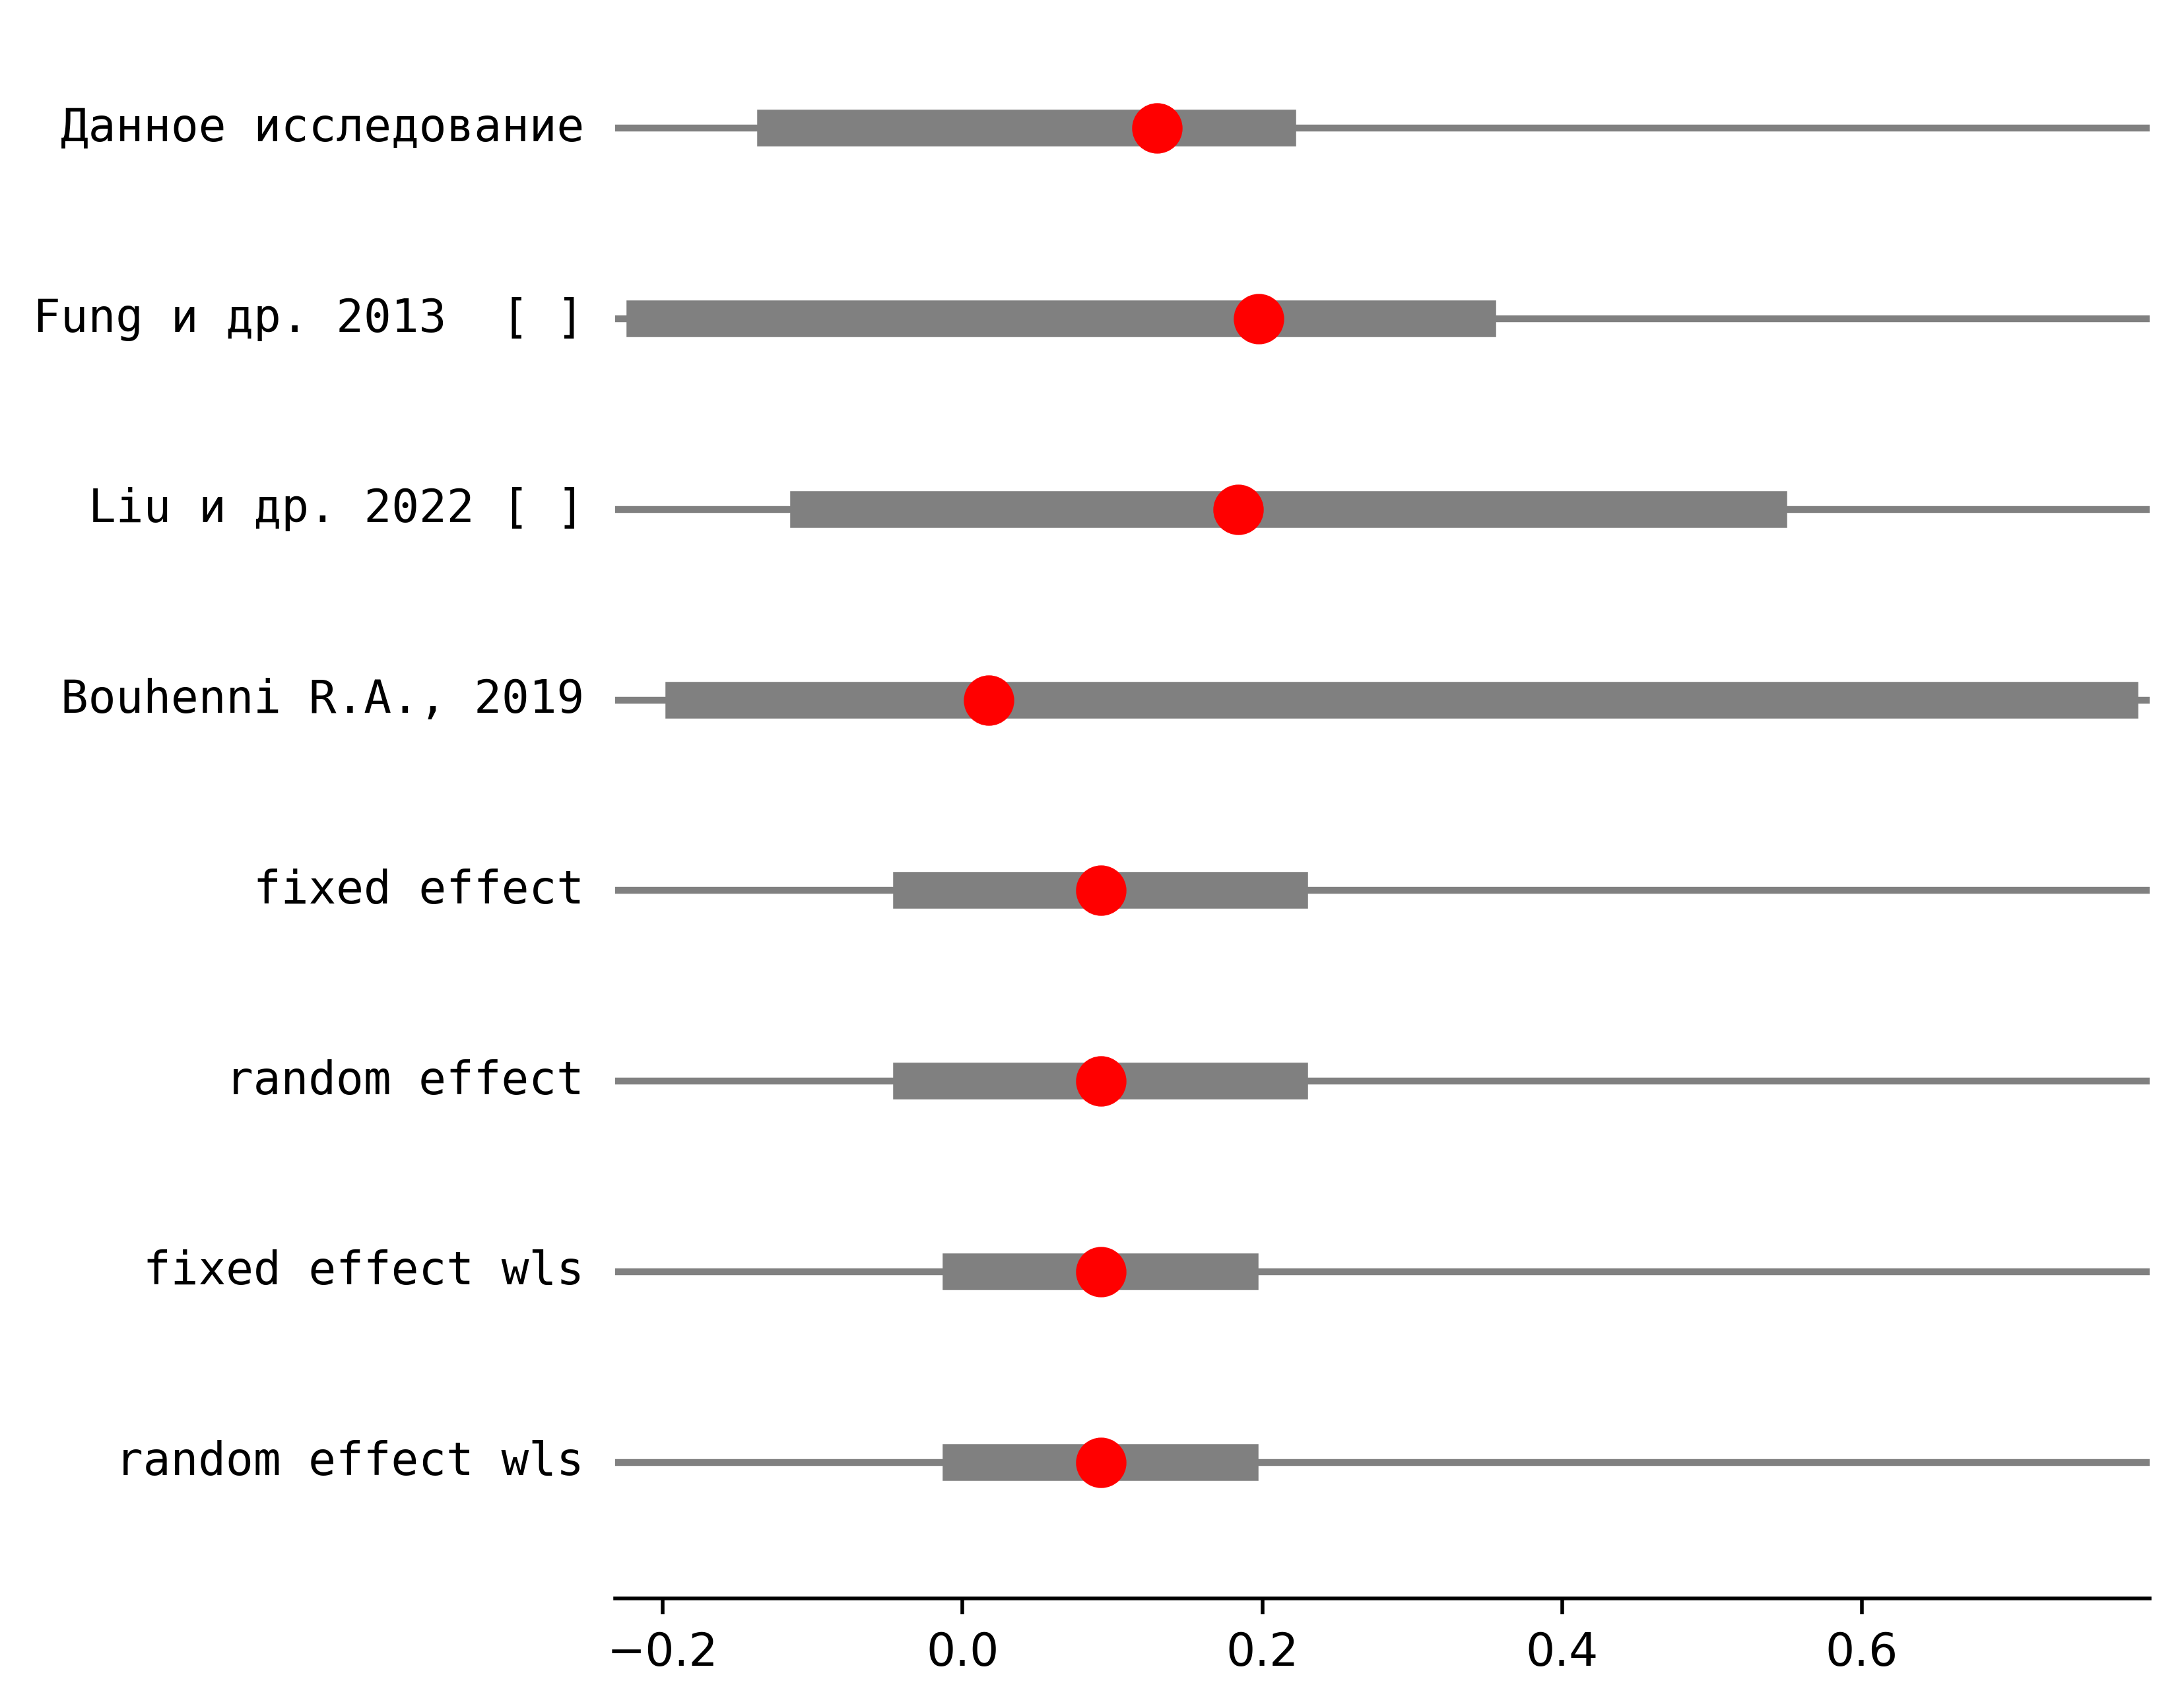 Данное исследование
Fung и др. 2013  [ ]
Liu и др. 2022 [ ]
Bouhenni R.A., 2019
fixed effect
random effect
fixed effect wls
random effect wls
−0.2 0.0 0.2 0.4 0.6